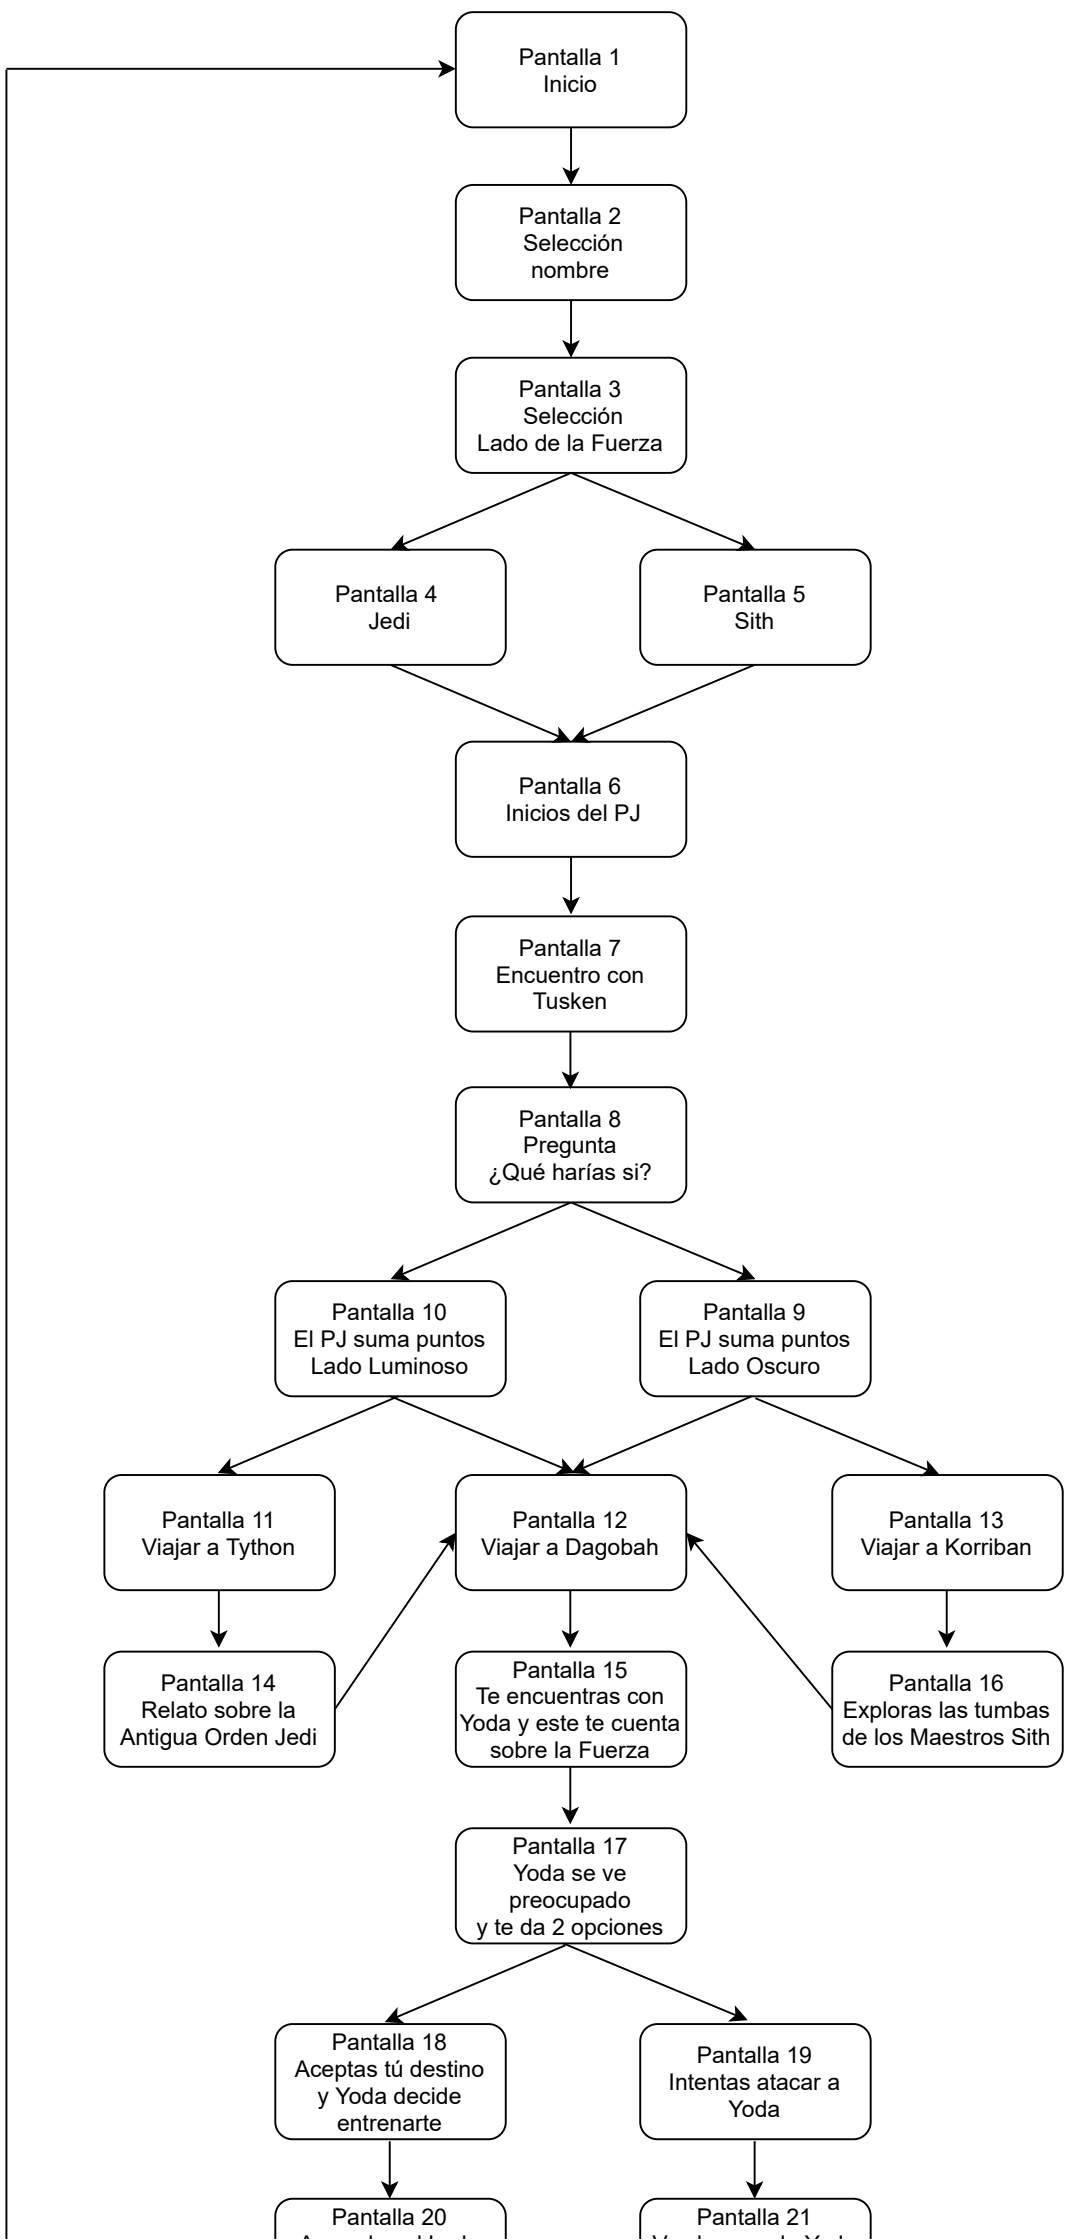 Pantalla 1
Inicio
Pantalla 2
Selección
nombre
Pantalla 3
Selección
Lado de la Fuerza
Pantalla 4
Jedi
Pantalla 5
Sith
Pantalla 6
Inicios del PJ
Pantalla 7
Encuentro con
Tusken
Pantalla 8
Pregunta
¿Qué harías si?
Pantalla 10
El PJ suma puntos
Lado Luminoso
Pantalla 9
El PJ suma puntos
Lado Oscuro
Pantalla 11
Viajar a Tython
Pantalla 12
Viajar a Dagobah
Pantalla 13
Viajar a Korriban
Pantalla 14
Relato sobre la
Antigua Orden Jedi
Pantalla 15
Te encuentras con
Yoda y este te cuenta
sobre la Fuerza
Pantalla 16
Exploras las tumbas
de los Maestros Sith
Pantalla 17
Yoda se ve
preocupado
y te da 2 opciones
Pantalla 18
Aceptas tú destino
y Yoda decide
entrenarte
Pantalla 19
Intentas atacar a
Yoda
Pantalla 20
Pantalla 21